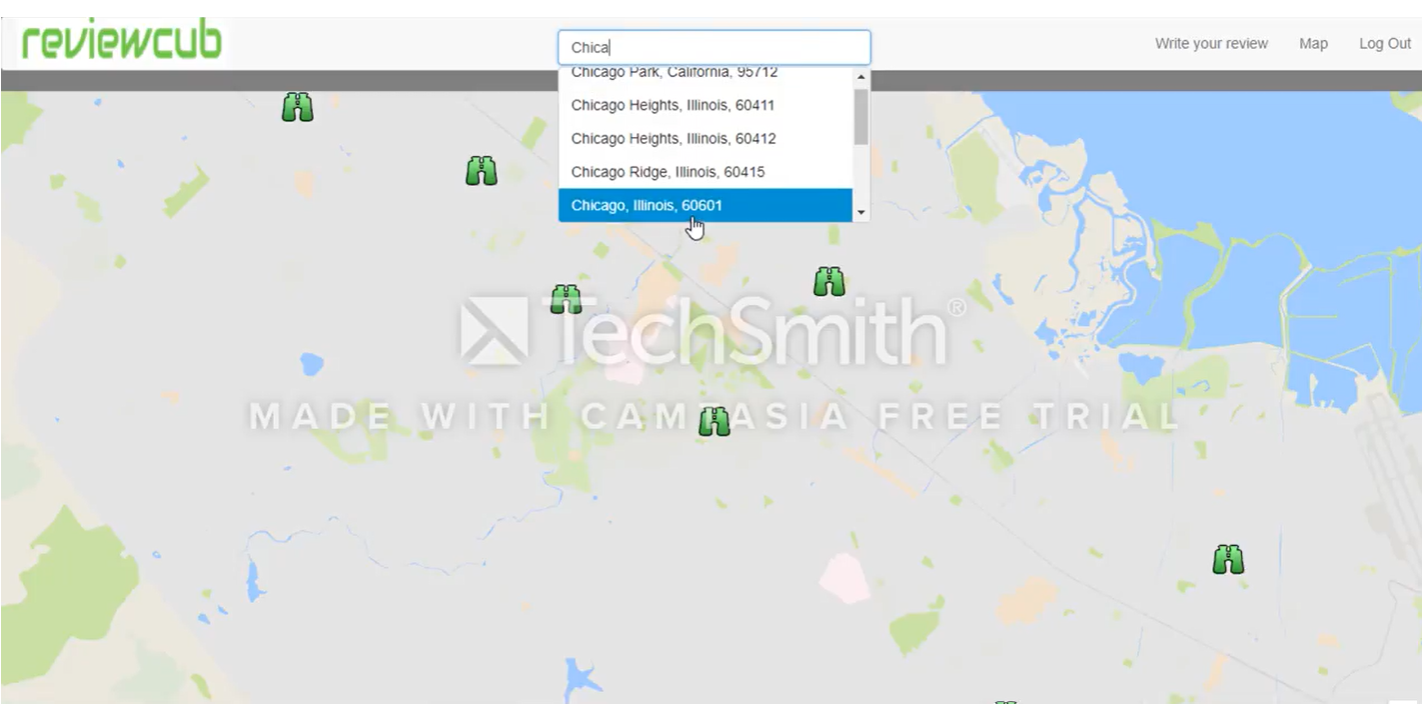 reviewcub
Chica
Write your review
Map
Log Out
Chicago Park, California, 95712
Chicago Heights, Illinois, 60411
Chicago Heights, Illinois, 60412
Chicago Ridge, Illinois, 60415
Chicago, Illinois, 60601
TechSmith®
MADE WITH CAMTASIA FREE TRIAL